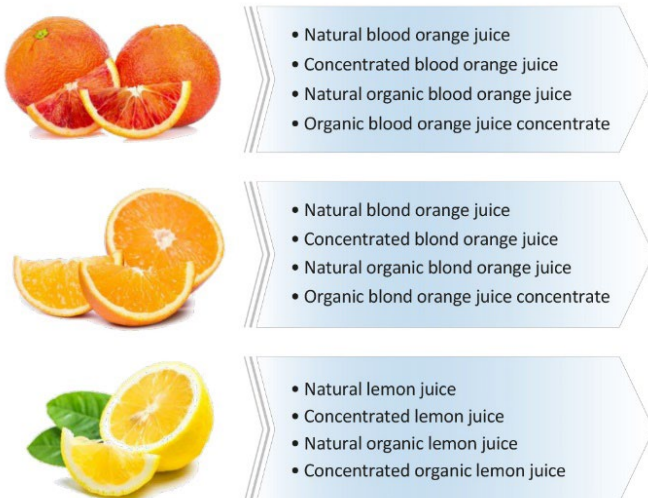 • Natural blood orange juice
• Concentrated blood orange juice
• Natural organic blood orange juice
• Organic blood orange juice concentrate
• Natural blond orange juice
• Concentrated blond orange juice
• Natural organic blond orange juice
• Organic blond orange juice concentrate
• Natural lemon juice
• Concentrated lemon juice
• Natural organic lemon juice
• Concentrated organic lemon juice